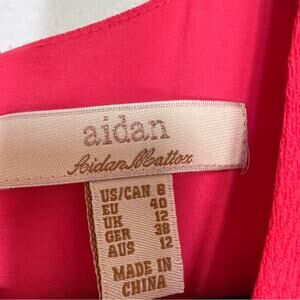 aidan
Aidan Mattox
US/CAN 8
EU 40
UK 12
GER 38
AUS 12
MADE IN
CHINA